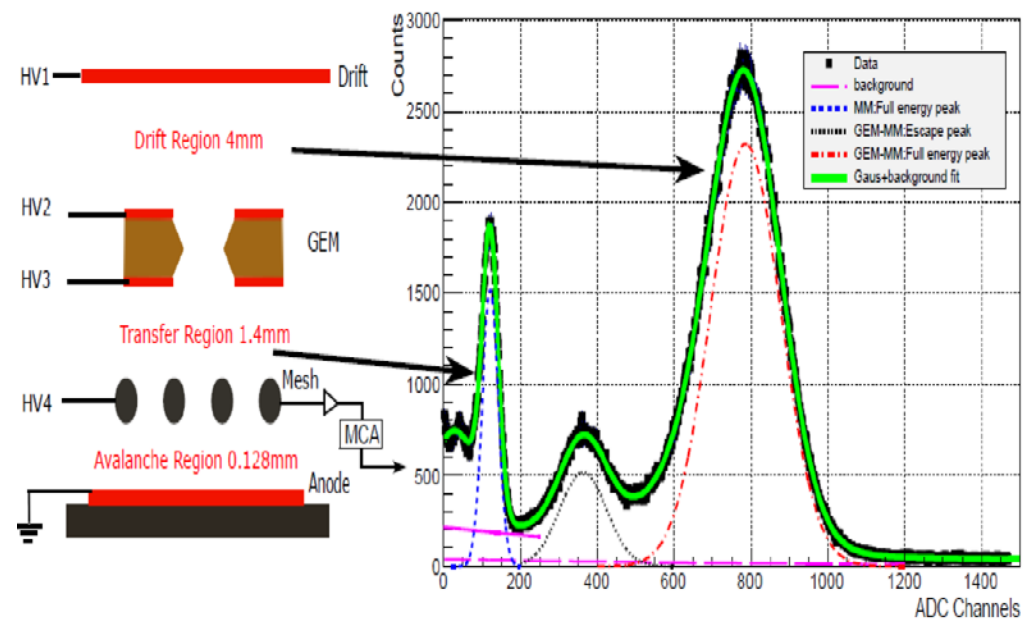 HV1
Drift
Drift Region 4mm
HV2
GEM
HV3
Transfer Region 1.4mm
HV4
Mesh
MCA
Avalanche Region 0.128mm
Anode
Counts
3000
2500
2000
1500
1000
500
0
0 200 400 600 800 1000 1200 1400
ADC Channels
Data
background
MM:Full energy peak
GEM-MM:Escape peak
GEM-MM:Full energy peak
Gaus+background fit